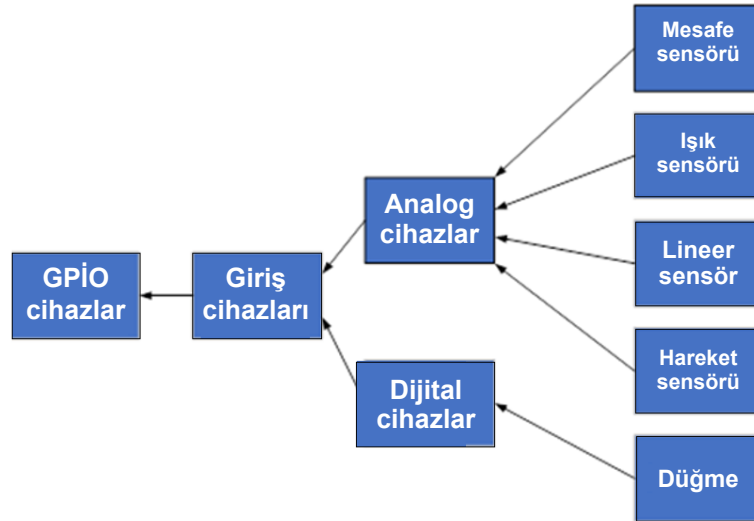 Mesafe
sensörü
Işık
sensörü
Analog
cihazlar
Lineer
sensör
GPİO
cihazlar
Giriş
cihazları
Hareket
sensörü
Dijital
cihazlar
Düğme